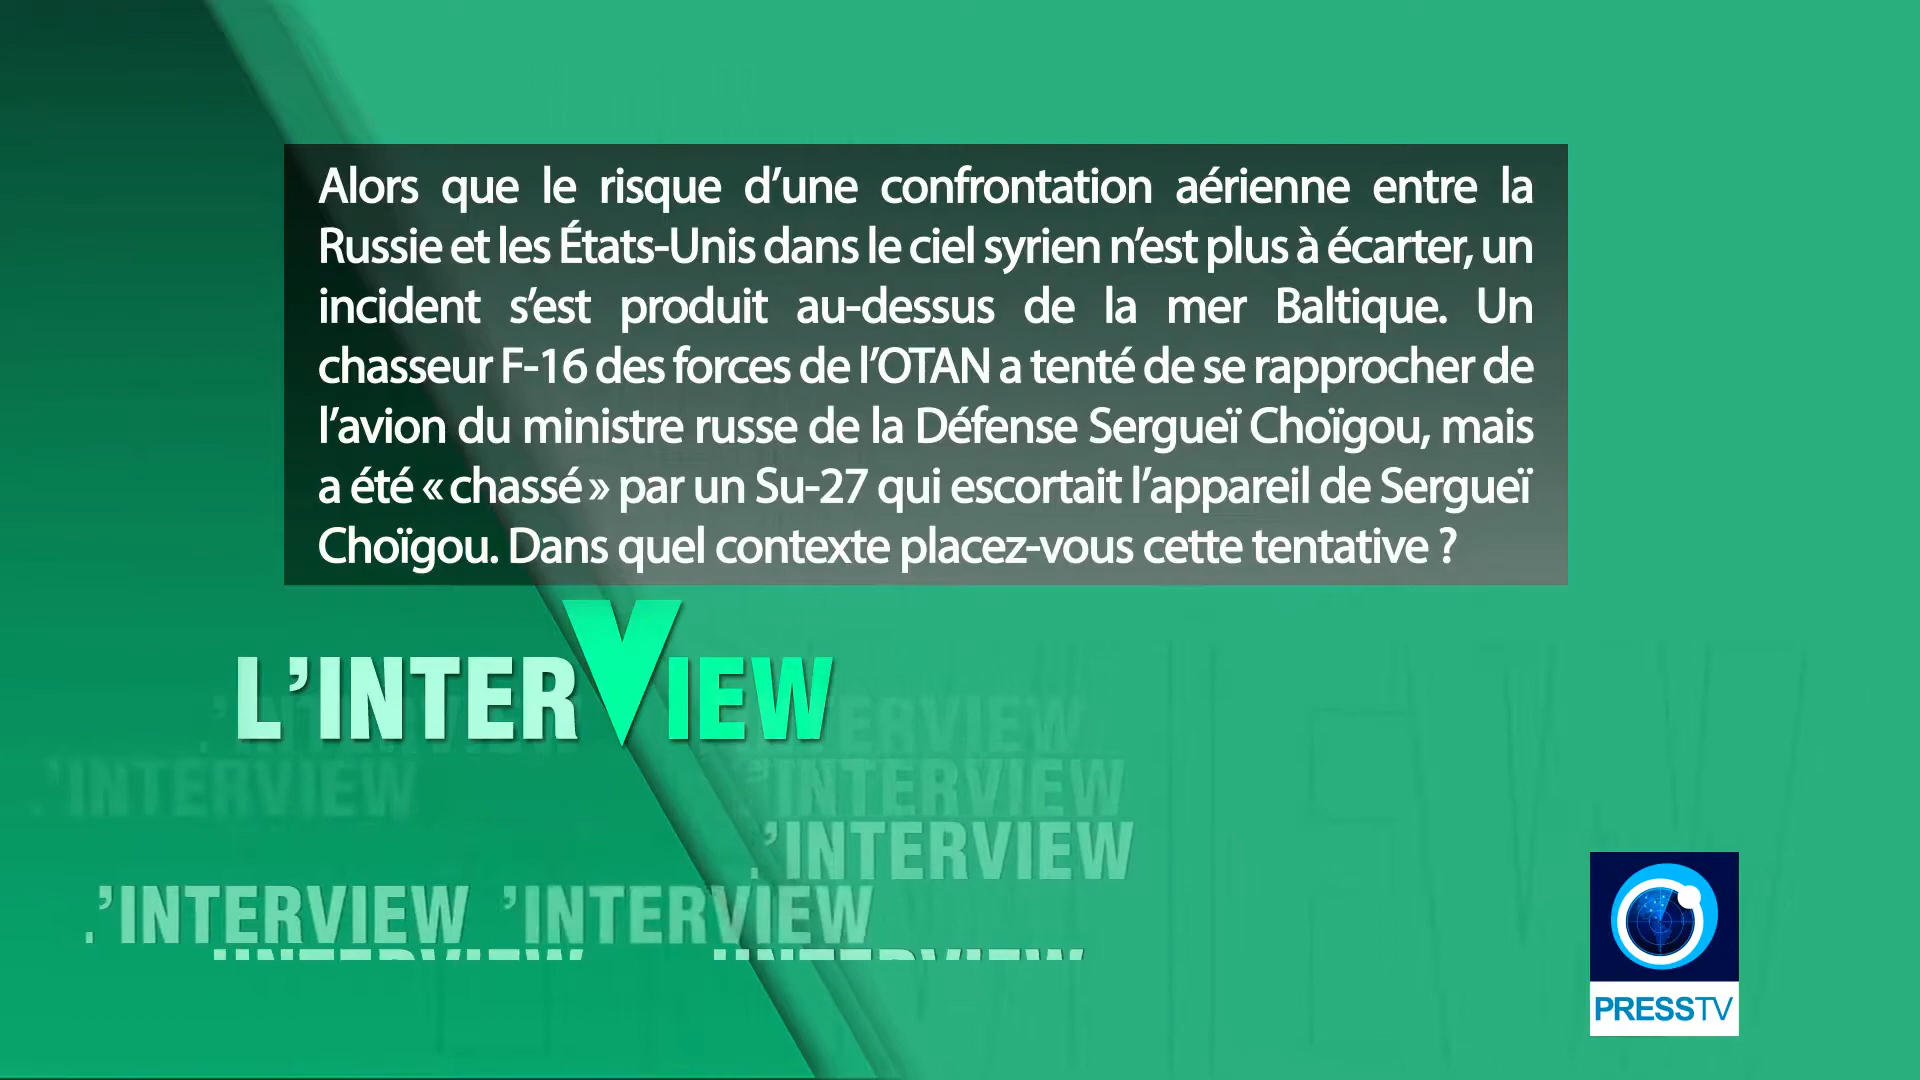 Alors que le risque d’une confrontation aérienne entre la
Russie et les États-Unis dans le ciel syrien n’est plus à écarter, un
incident s’est produit au-dessus de la mer Baltique. Un
chasseur F-16 des forces de l’OTAN a tenté de se rapprocher de
l’avion du ministre russe de la Défense Sergueï Choïgou, mais
a été « chassé » par un Su-27 qui escortait l’appareil de Sergueï
Choïgou. Dans quel contexte placez-vous cette tentative ?
L’INTERVIEW
ERVIEW
’INTERVIEW
’INTERVIEW
’INTERVIEW
’INTERVIEW ’INTERVIEW
PRESSTV